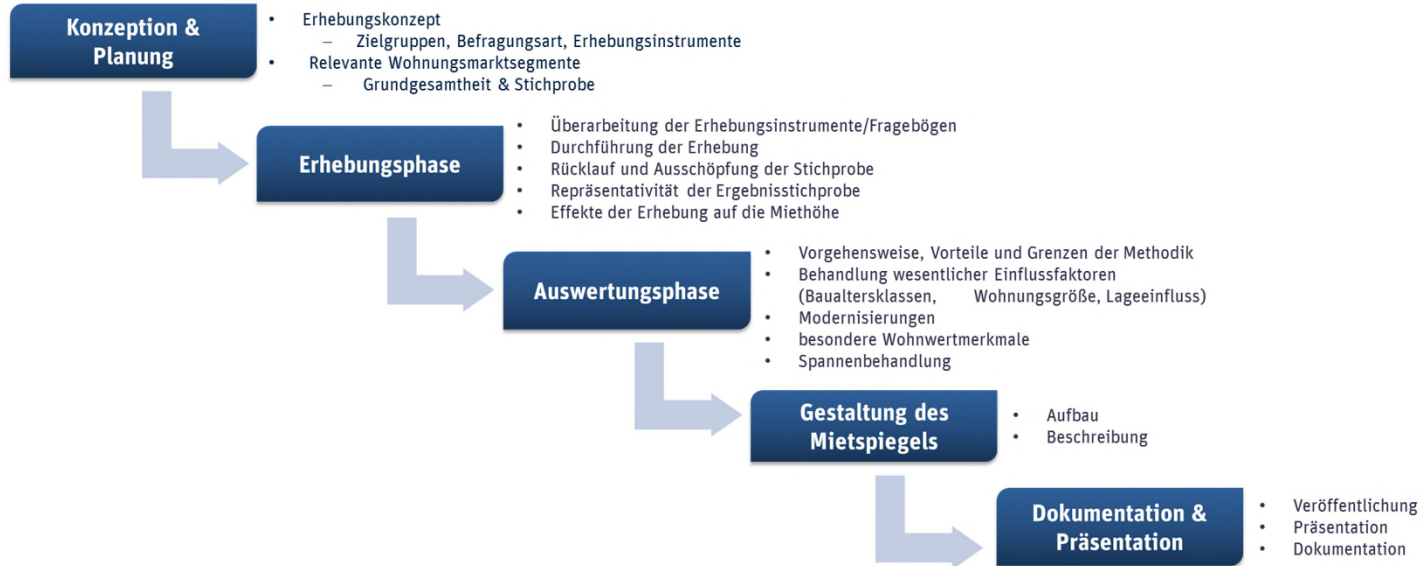 Konzeption &
Planung
• Erhebungskonzept
– Zielgruppen, Befragungsart, Erhebungsinstrumente
• Relevante Wohnungsmarktsegmente
– Grundgesamtheit & Stichprobe
Erhebungsphase
• Überarbeitung der Erhebungsinstrumente/Fragebögen
• Durchführung der Erhebung
• Rücklauf und Ausschöpfung der Stichprobe
• Repräsentativität der Ergebnisstichprobe
• Effekte der Erhebung auf die Miethöhe
Auswertungsphase
• Vorgehensweise, Vorteile und Grenzen der Methodik
• Behandlung wesentlicher Einflussfaktoren
(Baualtersklassen, Wohnungsgröße, Lageeinfluss)
• Modernisierungen
• besondere Wohnwertmerkmale
• Spannenbehandlung
Gestaltung des
Mietspiegels
• Aufbau
• Beschreibung
Dokumentation &
Präsentation
• Veröffentlichung
• Präsentation
• Dokumentation